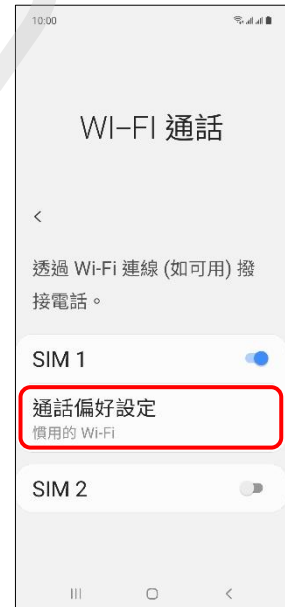 10:00
WI-FI 通話
透過 Wi-Fi 連線 (如可用) 撥
接電話。
SIM 1
通話偏好設定
慣用的 Wi-Fi
SIM 2